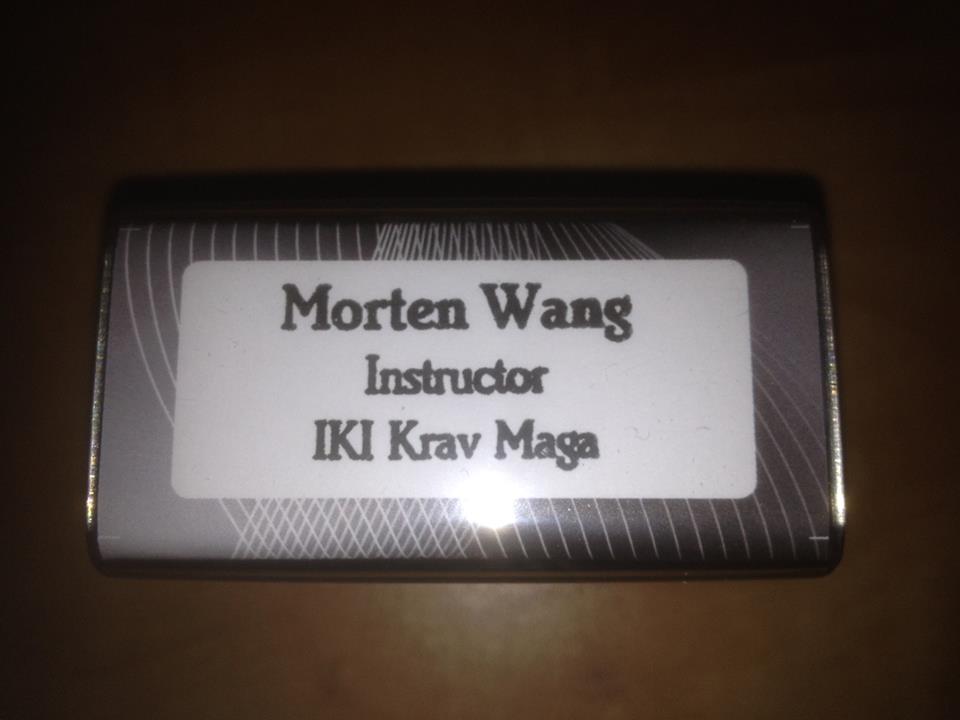 Morten Wang
Instructor
IKI Krav Maga